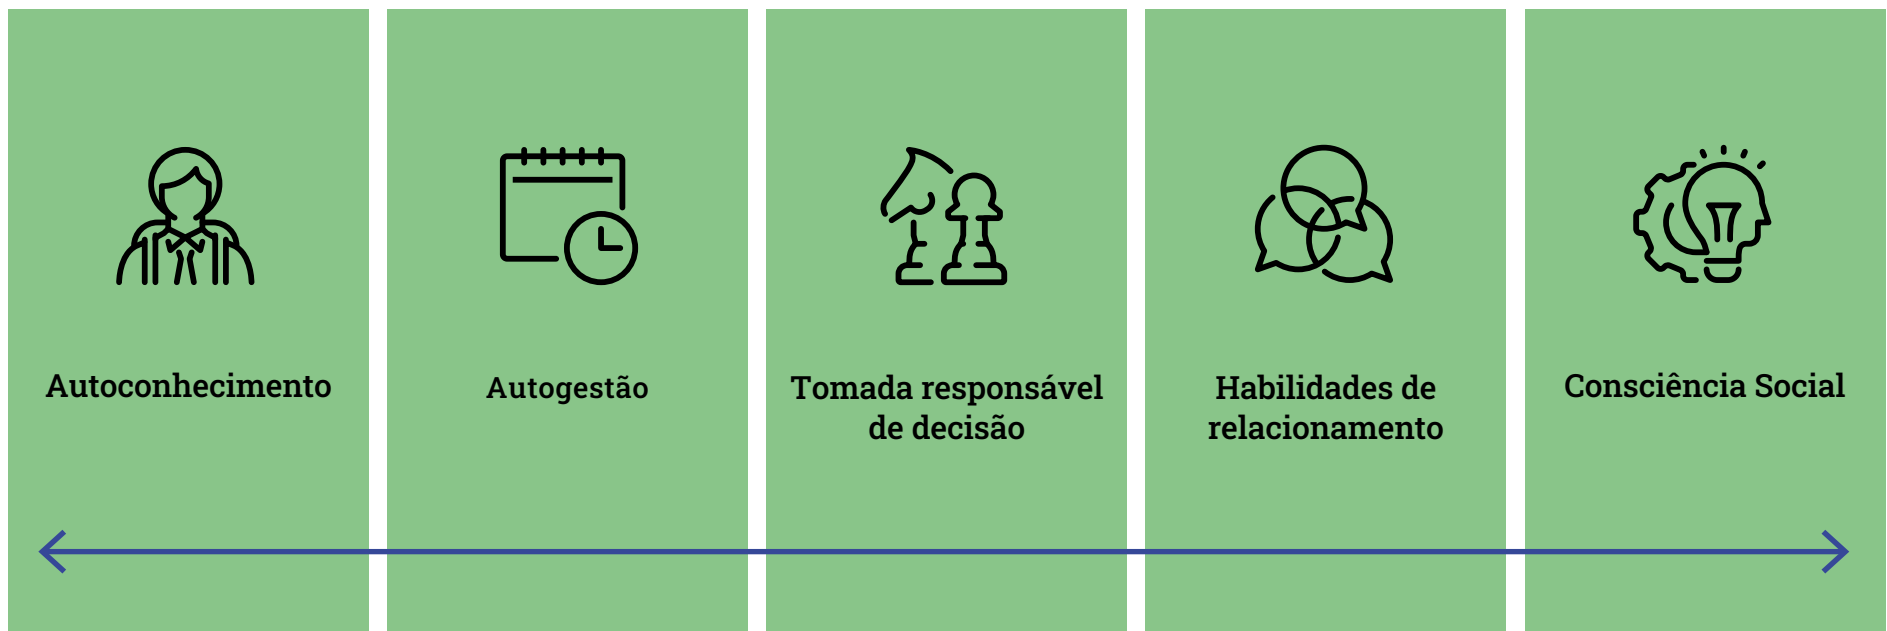 Autoconhecimento
Autogestão
Tomada responsável
de decisão
Habilidades de
relacionamento
Consciência Social